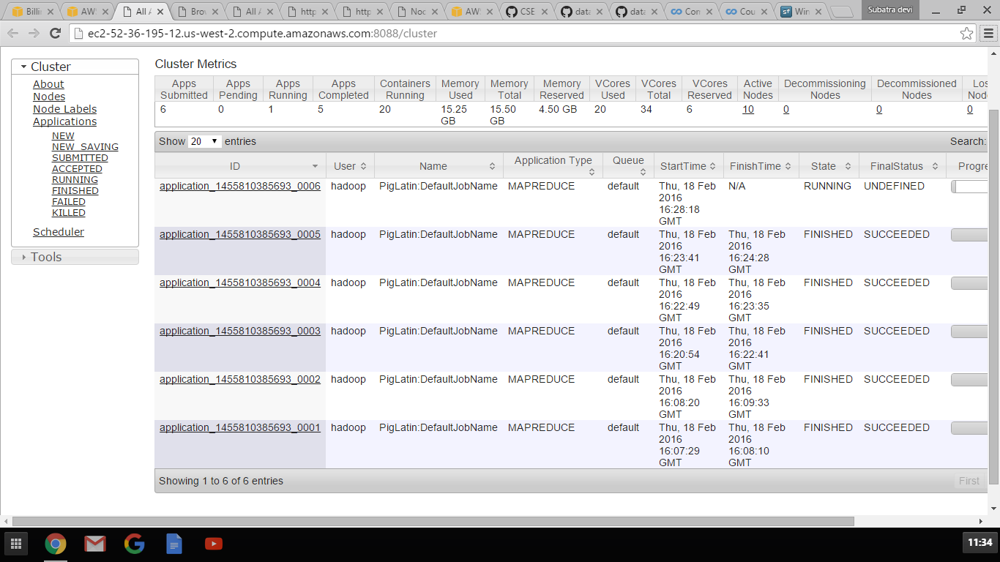 Billin
AWS
All A
Brow
All A
http
http
Nod
AWS
CSE
data
data
Con
Cou
Win
Subatra devi
ec2-52-36-195-12.us-west-2.compute.amazonaws.com:8088/cluster
Cluster
About
Nodes
Node Labels
Applications
NEW
NEW_SAVING
SUBMITTED
ACCEPTED
RUNNING
FINISHED
FAILED
KILLED
Scheduler
Tools
Cluster Metrics
Apps Submitted Apps Pending Apps Running Apps Completed Containers Running Memory Used Memory Total Memory Reserved VCores Used VCores Total VCores Reserved Active Nodes Decommissioning Nodes Decommissioned Nodes Los Node
6 0 1 5 20 15.25 GB 15.50 GB 4.50 GB 20 34 6 10 0 0 0
Show 20 entries Search:
ID User Name Application Type Queue StartTime FinishTime State FinalStatus Progre
application_1455810385693_0006 hadoop PigLatin:DefaultJobName MAPREDUCE default Thu, 18 Feb 2016 16:28:18 GMT N/A RUNNING UNDEFINED
application_1455810385693_0005 hadoop PigLatin:DefaultJobName MAPREDUCE default Thu, 18 Feb 2016 16:23:41 GMT Thu, 18 Feb 2016 16:24:28 GMT FINISHED SUCCEEDED
application_1455810385693_0004 hadoop PigLatin:DefaultJobName MAPREDUCE default Thu, 18 Feb 2016 16:22:49 GMT Thu, 18 Feb 2016 16:23:35 GMT FINISHED SUCCEEDED
application_1455810385693_0003 hadoop PigLatin:DefaultJobName MAPREDUCE default Thu, 18 Feb 2016 16:20:54 GMT Thu, 18 Feb 2016 16:22:41 GMT FINISHED SUCCEEDED
application_1455810385693_0002 hadoop PigLatin:DefaultJobName MAPREDUCE default Thu, 18 Feb 2016 16:08:20 GMT Thu, 18 Feb 2016 16:09:33 GMT FINISHED SUCCEEDED
application_1455810385693_0001 hadoop PigLatin:DefaultJobName MAPREDUCE default Thu, 18 Feb 2016 16:07:29 GMT Thu, 18 Feb 2016 16:08:10 GMT FINISHED SUCCEEDED
Showing 1 to 6 of 6 entries First
11:34